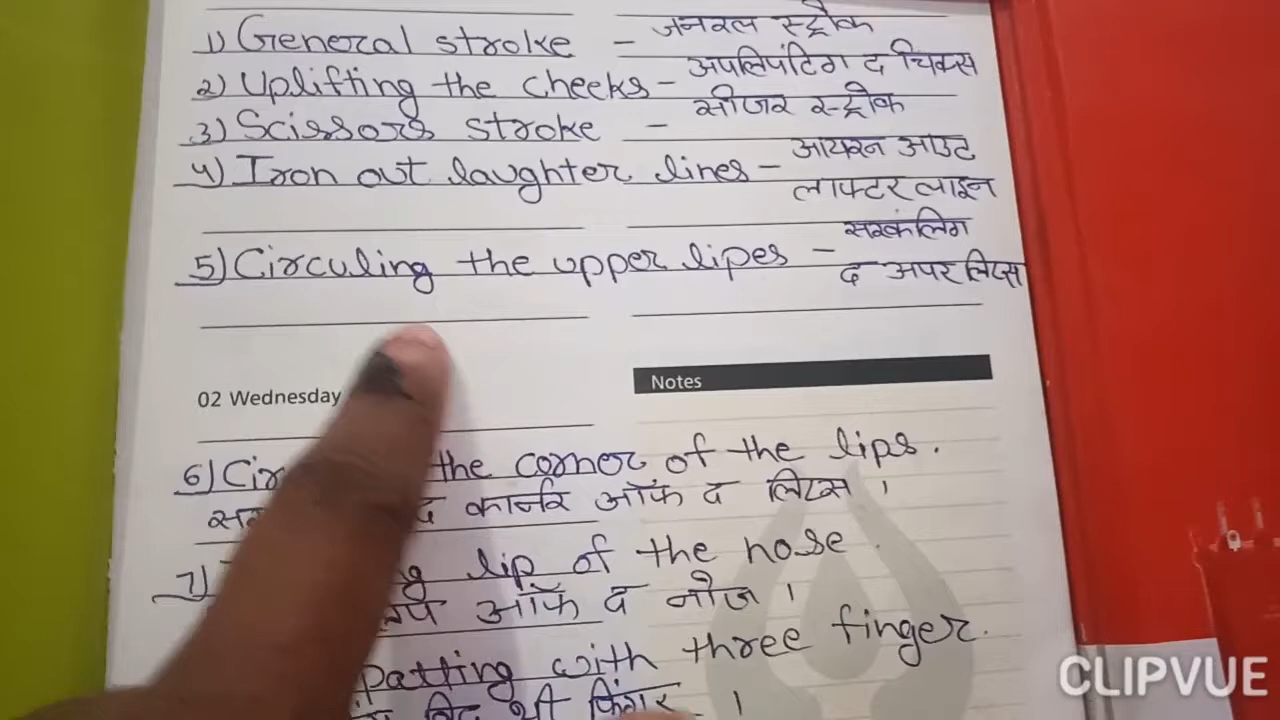 1) General stroke – जनरल स्ट्रोक
2) Uplifting the cheeks – अपलिपंटिग द चिक्स
3) Scissors stroke – सीजर स्ट्रोक
4) Iron out laughter lines – आयरन आउट
लाफ्टर लाइन
5) Circuling the upper lipes – सरकंलिग
द अपर लिप्स
02 Wednesday
Notes
6) the corner of the lips.
द कार्नर ऑफ द लिप्स ।
7) lip of the nose.
ऑफ द नौज ।
patting with three finger.
विद थ्री फिंगर ।
CLIPVUE